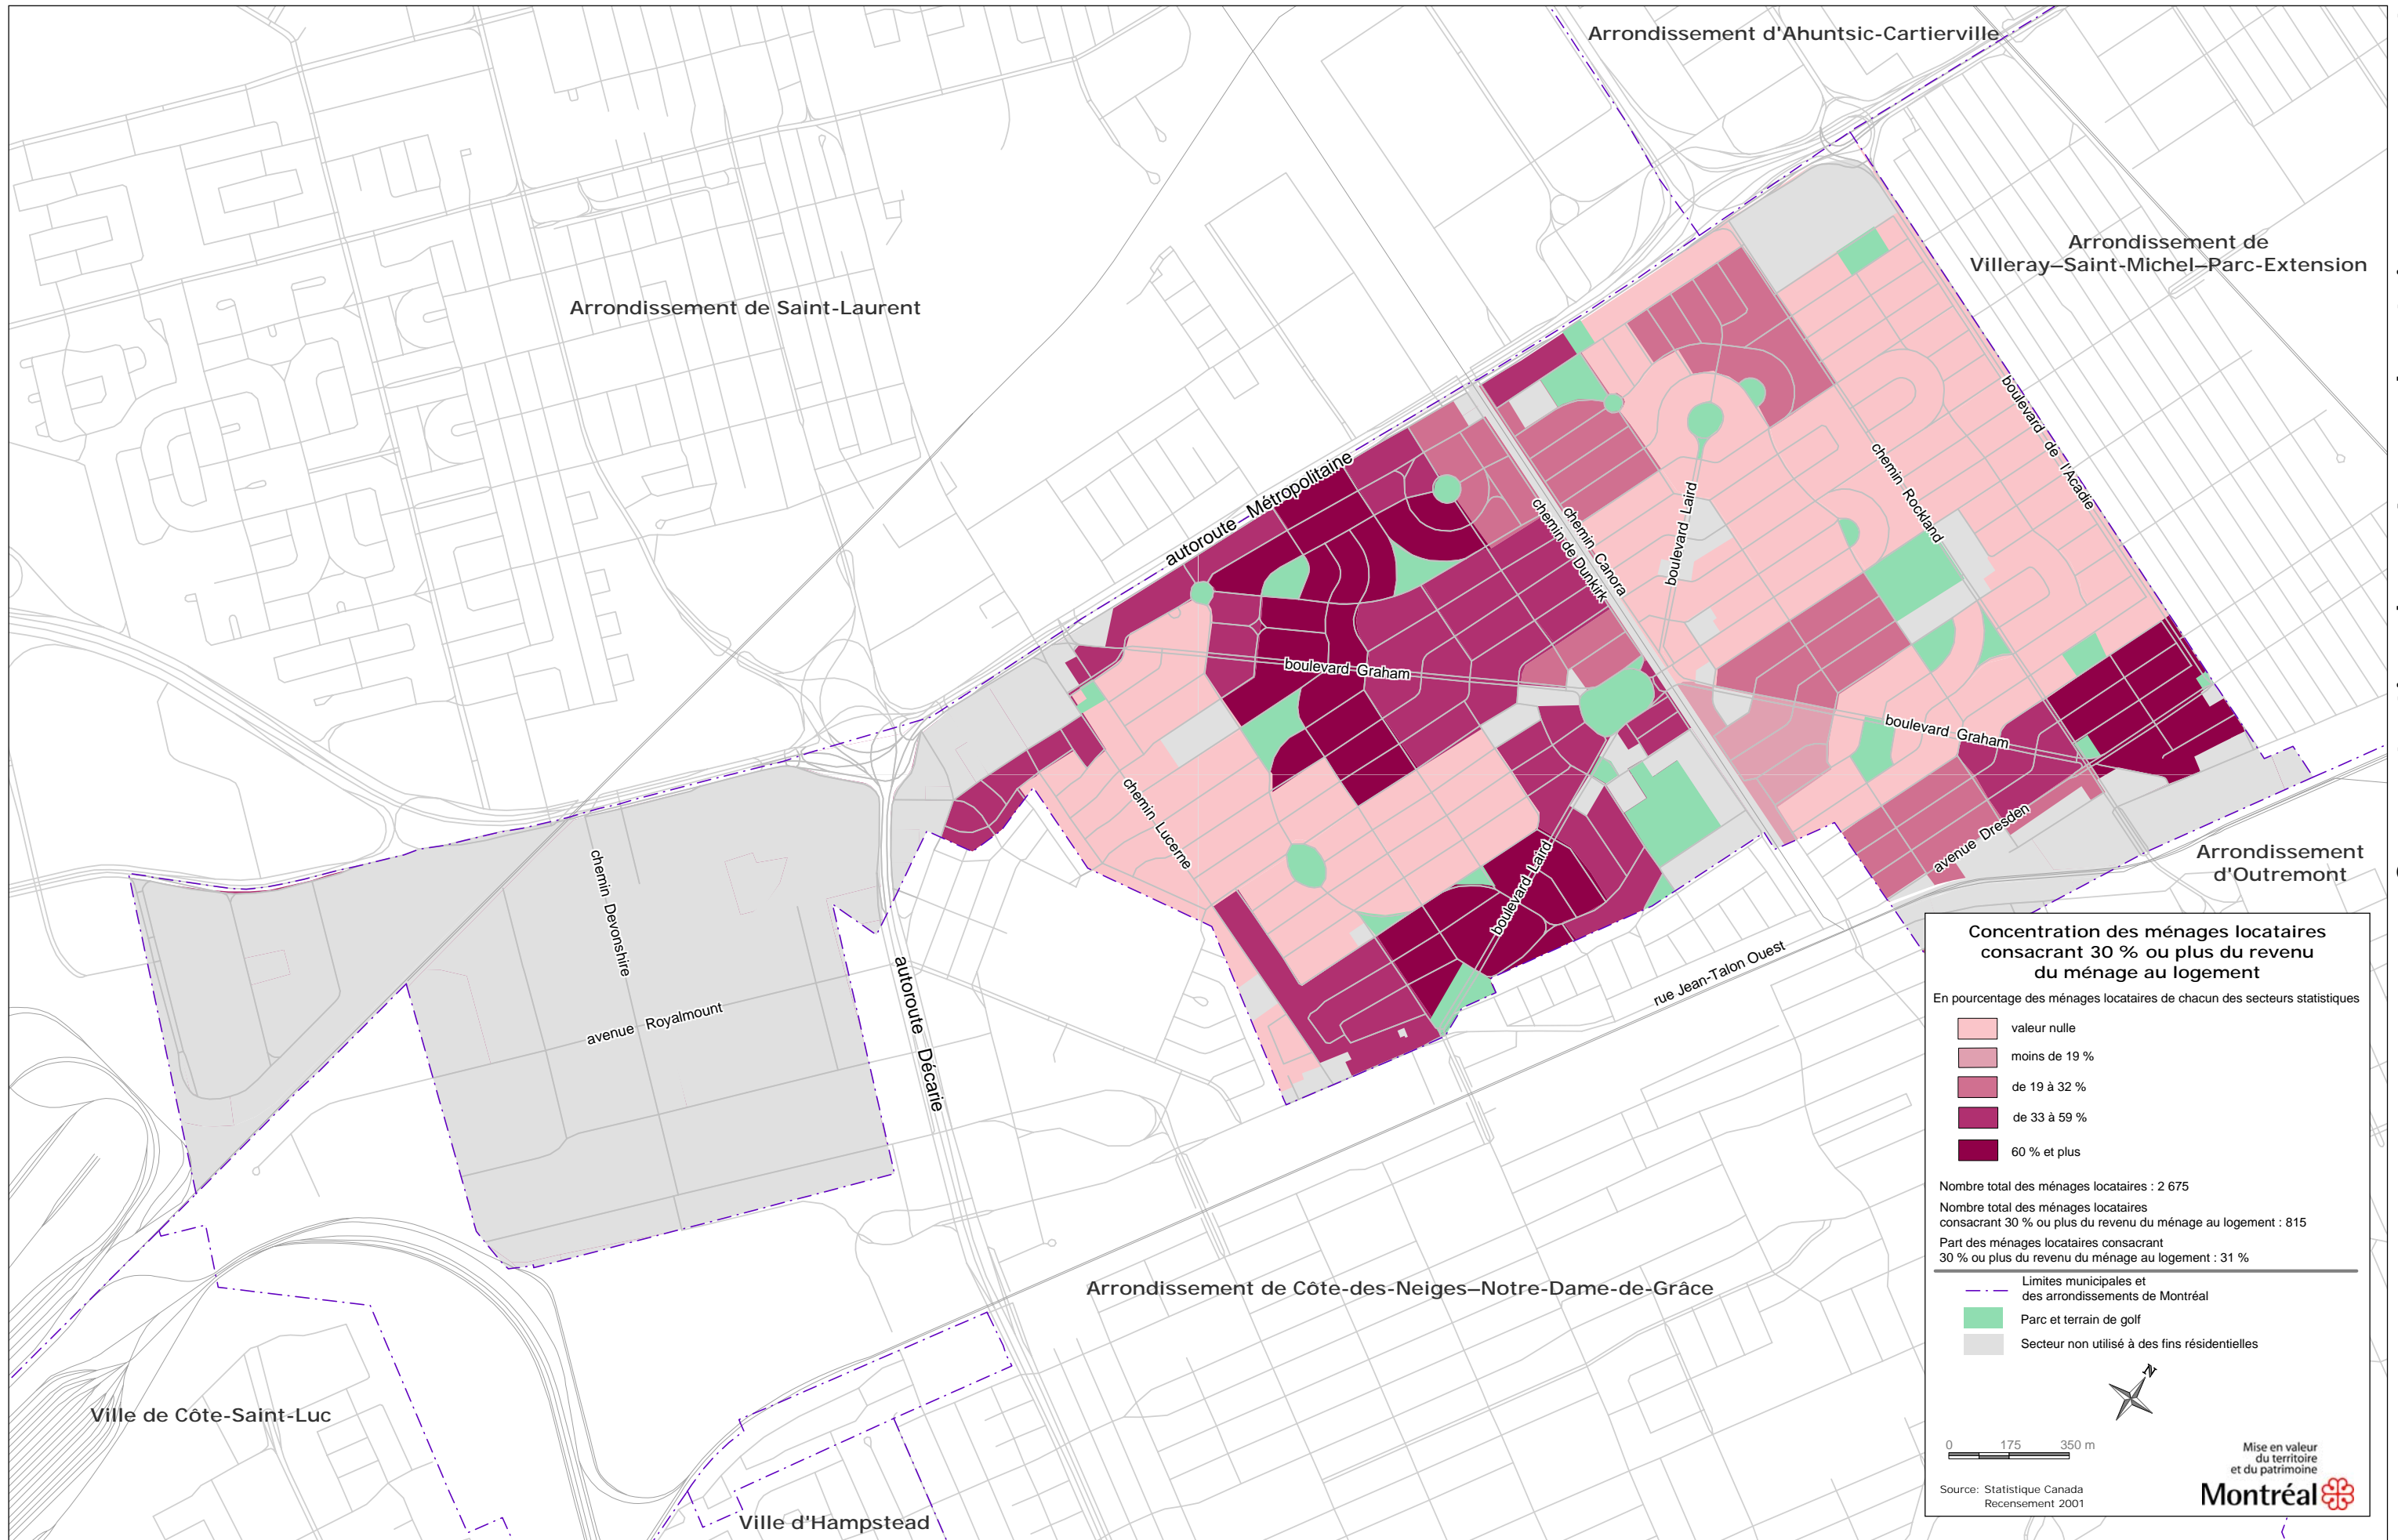 Arrondissement d'Ahuntsic-Cartierville
Arrondissement de
Villeray–Saint-Michel–Parc-Extension
Arrondissement de Saint-Laurent
boulevard de l'Acadie
chemin Rockland
autoroute Métropolitaine
boulevard Laird
chemin Canora
chemin de Dunkirk
boulevard Graham
boulevard Graham
chemin Lucerne
avenue Dresden
boulevard Laird
Arrondissement
d'Outremont
chemin Devonshire
autoroute Décarie
avenue Royalmount
rue Jean-Talon Ouest
Arrondissement de Côte-des-Neiges–Notre-Dame-de-Grâce
Ville de Côte-Saint-Luc
Ville d'Hampstead
Concentration des ménages locataires
consacrant 30 % ou plus du revenu
du ménage au logement
En pourcentage des ménages locataires de chacun des secteurs statistiques
valeur nulle
moins de 19 %
de 19 à 32 %
de 33 à 59 %
60 % et plus
Nombre total des ménages locataires : 2 675
Nombre total des ménages locataires
consacrant 30 % ou plus du revenu du ménage au logement : 815
Part des ménages locataires consacrant
30 % ou plus du revenu du ménage au logement : 31 %
Limites municipales et
des arrondissements de Montréal
Parc et terrain de golf
Secteur non utilisé à des fins résidentielles
N
0 175 350 m
Mise en valeur
du territoire
et du patrimoine
Montréal
Source: Statistique Canada
Recensement 2001